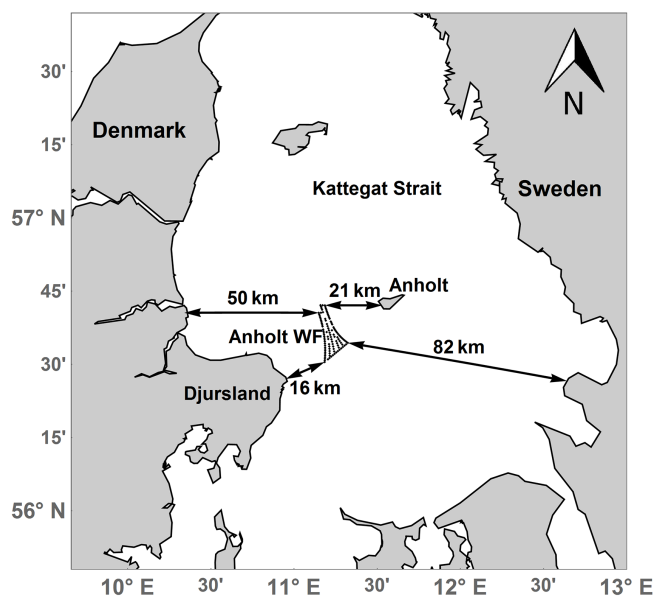 30'
N
Denmark
15'
Kattegat Strait
Sweden
57° N
45'
50 km
21 km
Anholt
Anholt WF
82 km
30'
Djursland
16 km
15'
56° N
10° E
30'
11° E
30'
12° E
30'
13° E